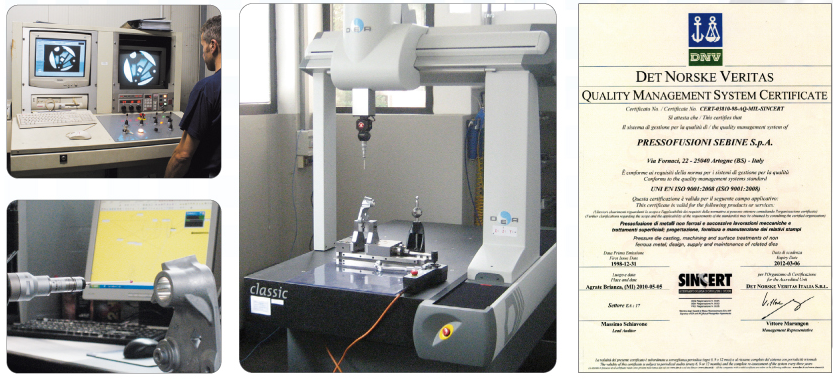 DEA
classic
DEA
DNV
DET NORSKE VERITAS
QUALITY MANAGEMENT SYSTEM CERTIFICATE
Certificato No. / Certificate No. CERT-03810-98-AQ-MIL-SINCERT
Si attesta che / This certifies that
Il sistema di gestione per la qualità di / the quality management system of
PRESSOFUSIONI SEBINE S.p.A.
Via Fornaci, 22 - 25040 Artogne (BS) - Italy
È conforme ai requisiti della norma per i sistemi di gestione per la qualità
Conforms to the quality management systems standard
UNI EN ISO 9001:2008 (ISO 9001:2008)
Questa certificazione è valida per il seguente campo applicativo:
This certificate is valid for the following products or services:
Pressofusione di metalli non ferrosi e successive lavorazioni meccaniche e
trattamenti superficiali; progettazione, fornitura e manutenzione dei relativi stampi
Pressure die casting, machining and surface treatments of non
ferrous metal; design, supply and maintenance of related dies
Data Prima Emissione
First Issue Date
1998-12-31
Data di scadenza
Expiry Date
2012-03-06
Luogo e data
Place and date
Agrate Brianza, (MI) 2010-05-05
SINCERT
per l'Organismo di Certificazione
for the Accredited Unit
DET NORSKE VERITAS ITALIA S.R.L.
Settore EA : 17
Massimo Schiavone
Lead Auditor
Vittore Marangon
Management Representative